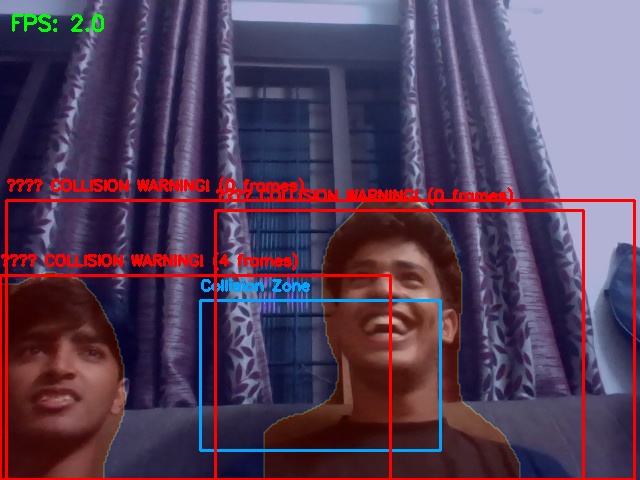 FPS: 2.0
???? COLLISION WARNING! (0 frames)
???? COLLISION WARNING! (0 frames)
???? COLLISION WARNING! (4 frames)
Collision Zone